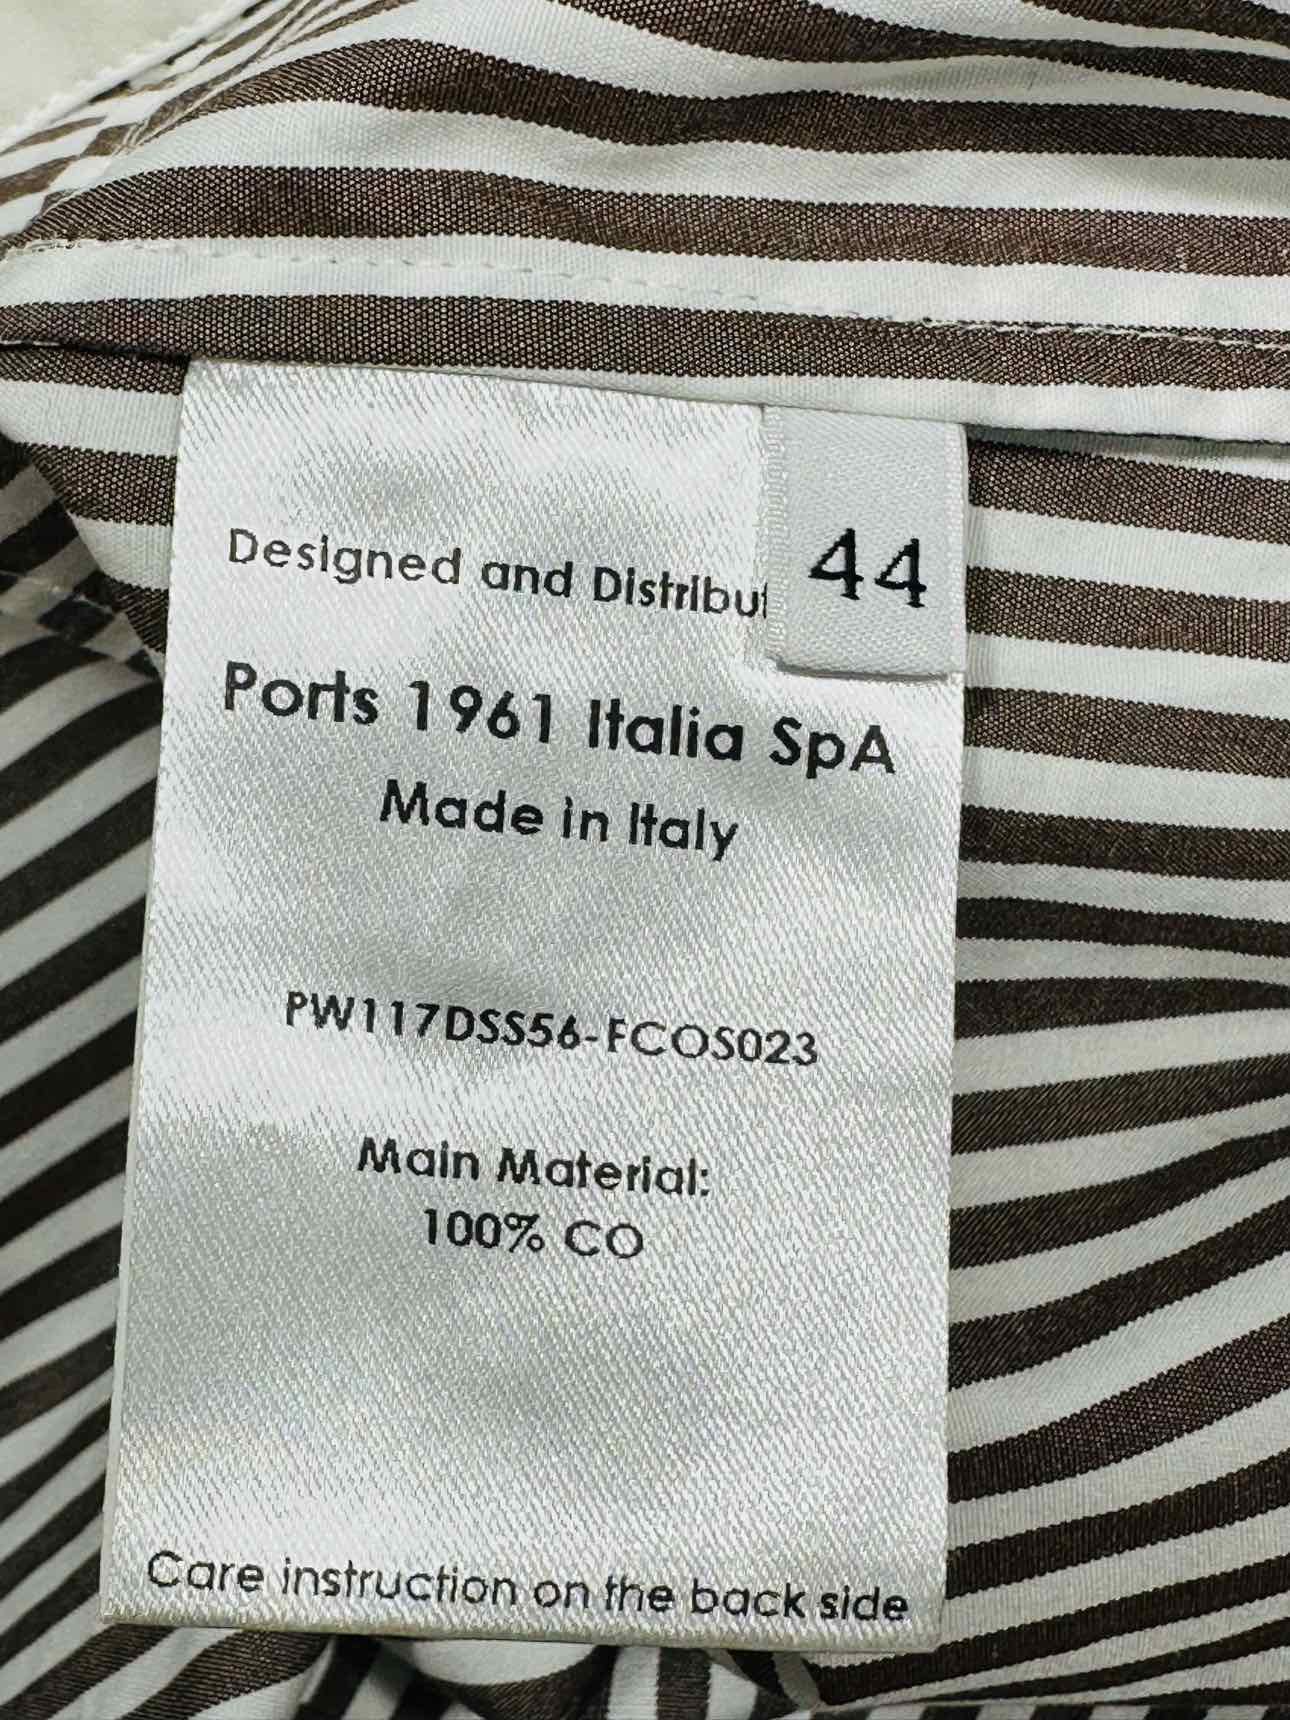 Designed and Distribu
44
Ports 1961 Italia SpA
Made in Italy
PW117DSS56-FCOS023
Main Material:
100% CO
Care instruction on the back side